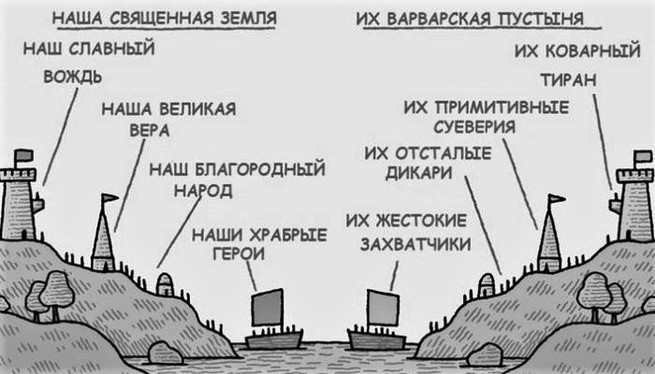 НАША СВЯЩЕННАЯ ЗЕМЛЯ
НАШ СЛАВНЫЙ
ВОЖДЬ
НАША ВЕЛИКАЯ
ВЕРА
НАШ БЛАГОРОДНЫЙ
НАРОД
НАШИ ХРАБРЫЕ
ГЕРОИ
ИХ ВАРВАРСКАЯ ПУСТЫНЯ
ИХ КОВАРНЫЙ
ТИРАН
ИХ ПРИМИТИВНЫЕ
СУЕВЕРИЯ
ИХ ОТСТАЛЫЕ
ДИКАРИ
ИХ ЖЕСТОКИЕ
ЗАХВАТЧИКИ